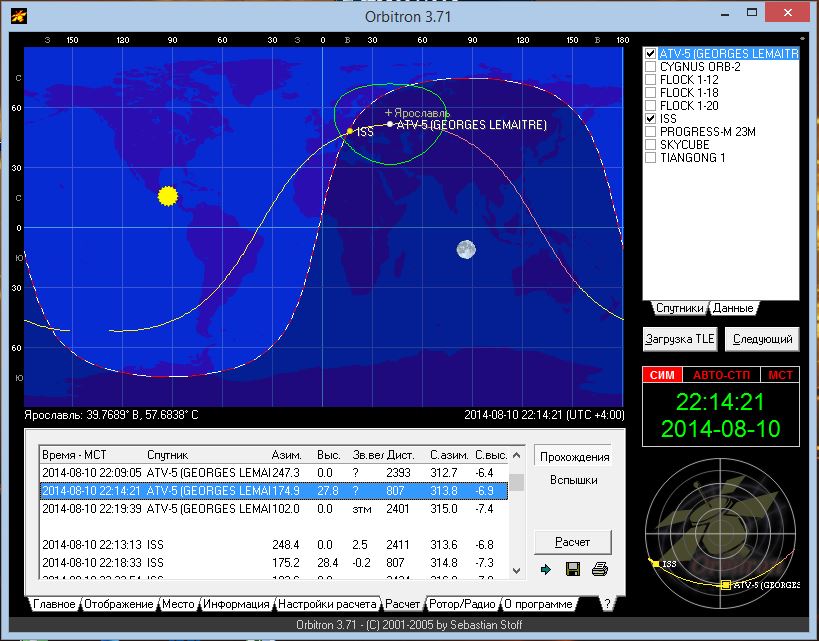 Orbitron 3.71
З 150 120 90 60 30 З 0 В 30 60 90 120 150 В 180
С
60
30
С
0
Ю
30
60
Ю
Ярославль
ATV-5 (GEORGES LEMAITRE)
ISS
Ярославль: 39.7689° В, 57.6838° С
2014-08-10 22:14:21 (UTC +4:00)
ATV-5 (GEORGES LEMAITR
CYGNUS ORB-2
FLOCK 1-12
FLOCK 1-18
FLOCK 1-20
ISS
PROGRESS-M 23M
SKYCUBE
TIANGONG 1
Спутники Данные
Загрузка TLE Следующий
СИМ АВТО-СТП МСТ
22:14:21
2014-08-10
ISS
ATV-5 (GEORGES
Время - МСТ Спутник Азим. Выс. Зв.вел Дист. С.азим. С.выс.
2014-08-10 22:09:05 ATV-5 (GEORGES LEMAI 247.3 0.0 ? 2393 312.7 -6.4
2014-08-10 22:14:21 ATV-5 (GEORGES LEMAI 174.9 27.8 ? 807 313.8 -6.9
2014-08-10 22:19:39 ATV-5 (GEORGES LEMAI 102.0 0.0 зтм 2401 315.0 -7.4
2014-08-10 22:13:13 ISS 248.4 0.0 2.5 2411 313.6 -6.8
2014-08-10 22:18:33 ISS 175.2 28.4 -0.2 807 314.8 -7.3
Прохождения
Вспышки
Расчет
Главное Отображение Место Информация Настройки расчета Расчет Ротор/Радио О программе ?
Orbitron 3.71 - (C) 2001-2005 by Sebastian Stoff